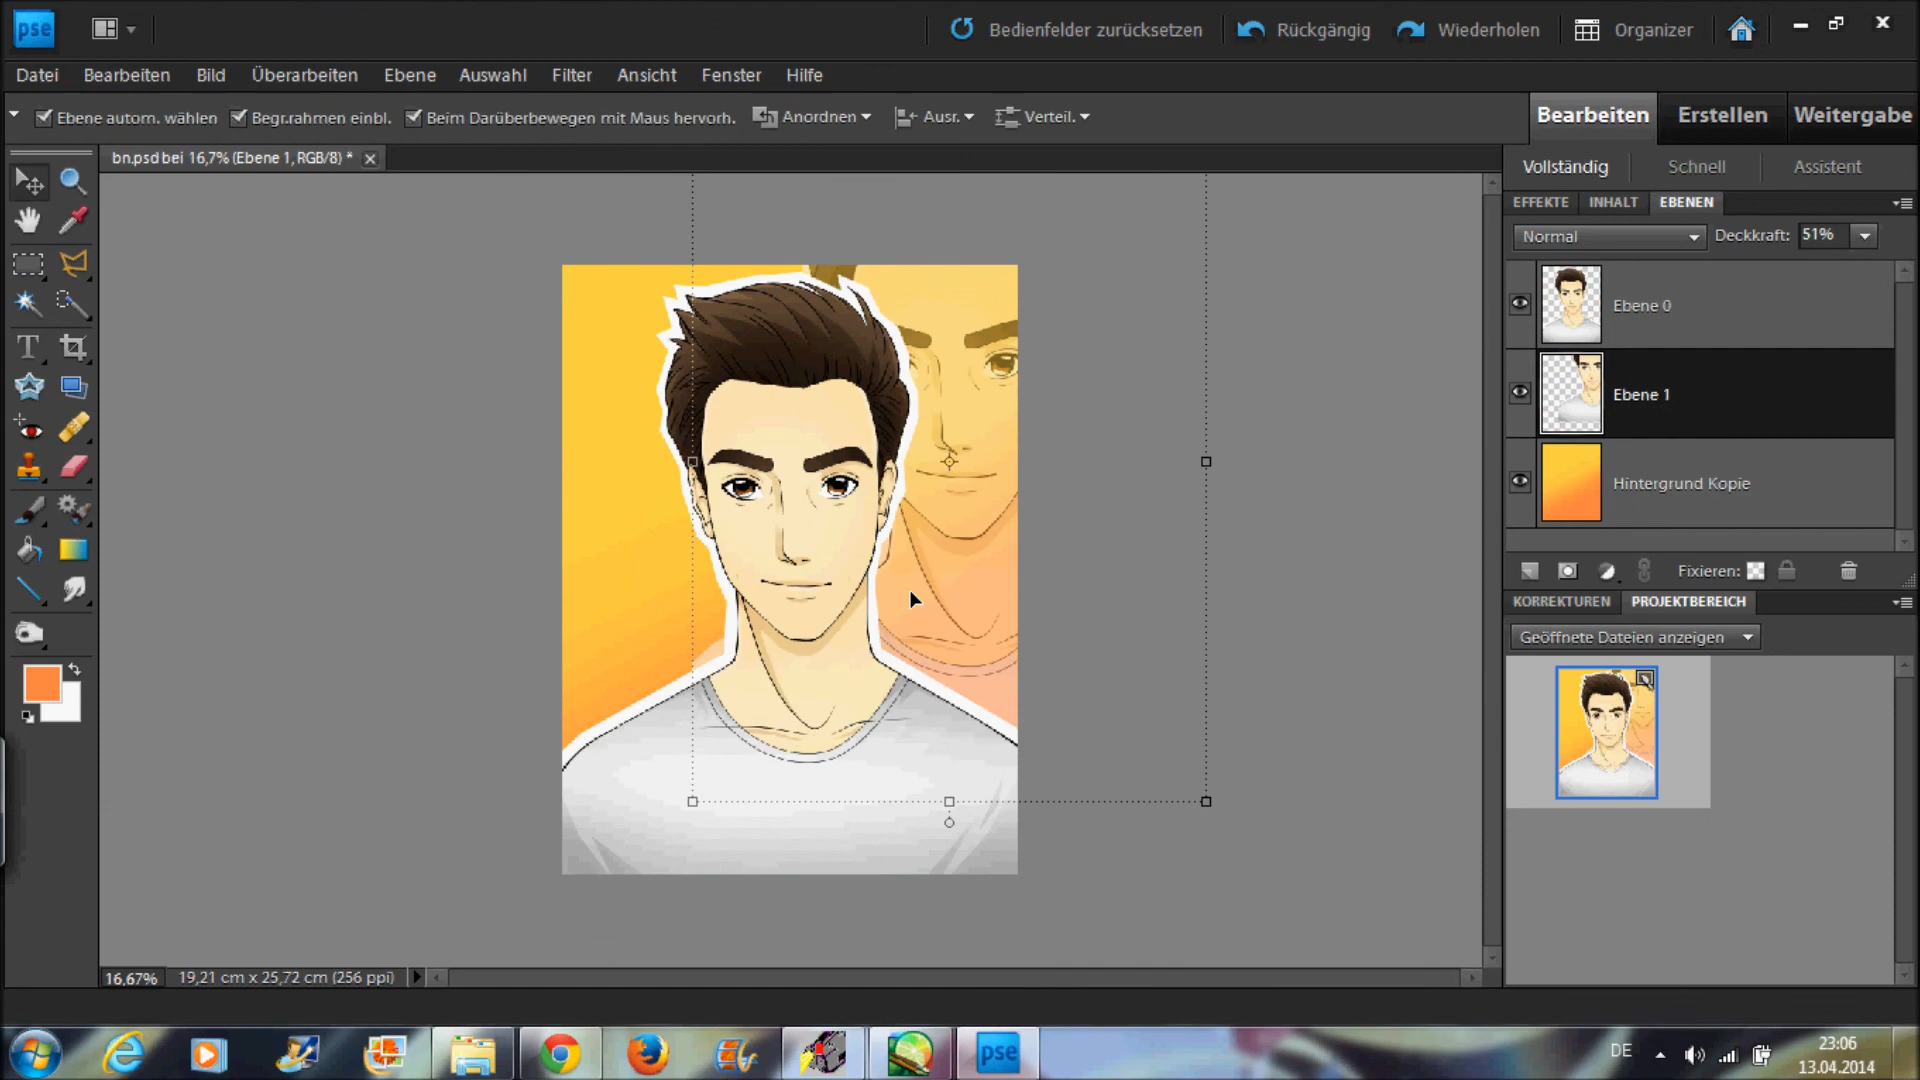 pse
Bedienfelder zurücksetzen
Rückgängig
Wiederholen
Organizer
Datei Bearbeiten Bild Überarbeiten Ebene Auswahl Filter Ansicht Fenster Hilfe
Ebene autom. wählen Begr.rahmen einbl. Beim Darüberbewegen mit Maus hervorh. Anordnen Ausr. Verteil.
Bearbeiten Erstellen Weitergabe
bn.psd bei 16,7% (Ebene 1, RGB/8) *
Vollständig Schnell Assistent
EFFEKTE INHALT EBENEN
Normal Deckkraft: 51%
Ebene 0
Ebene 1
Hintergrund Kopie
Fixieren:
KORREKTUREN PROJEKTBEREICH
Geöffnete Dateien anzeigen
T
16,67% 19,21 cm x 25,72 cm (256 ppi)
pse
DE
23:06
13.04.2014